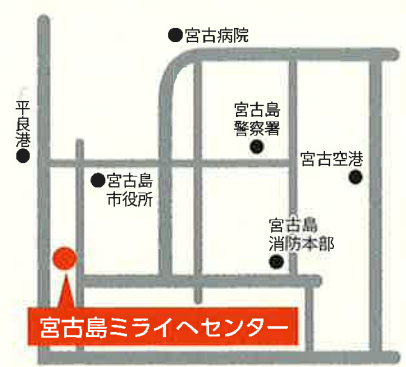 宮古病院
平良港
宮古島
警察署
宮古空港
宮古島
市役所
宮古島
消防本部
宮古島ミライへセンター